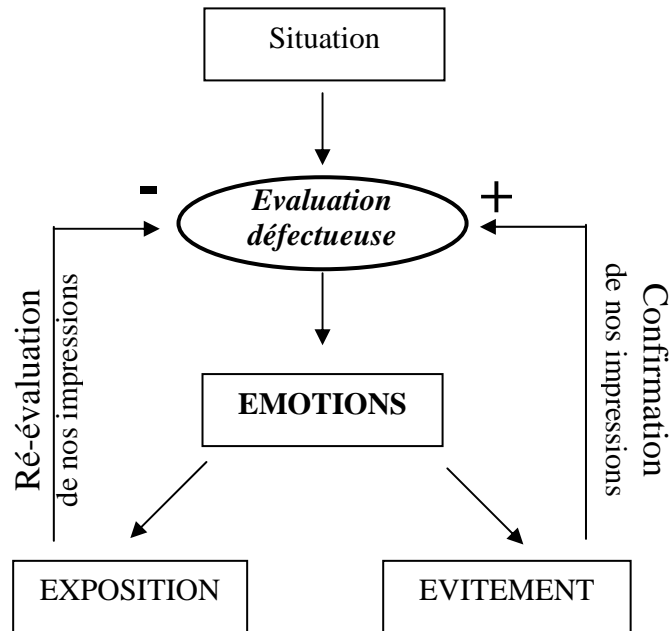 Situation
-
+
Evaluation
défectueuse
Ré-évaluation
de nos impressions
Confirmation
de nos impressions
EMOTIONS
EXPOSITION
EVITEMENT